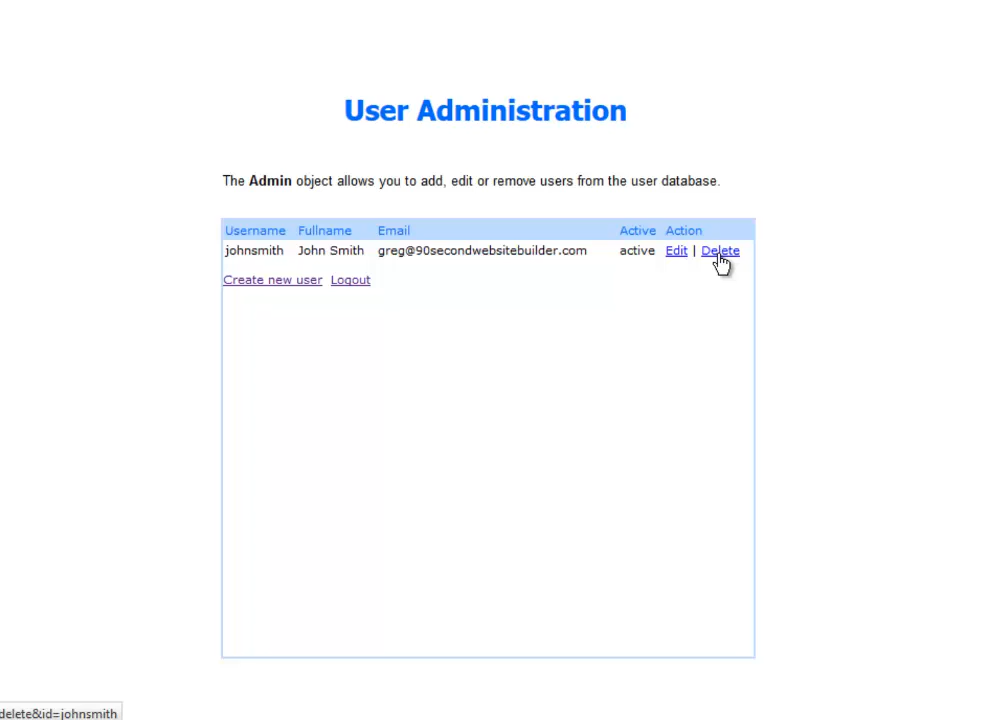 User Administration
The Admin object allows you to add, edit or remove users from the user database.
Username Fullname Email Active Action
johnsmith John Smith greg@90secondwebsitebuilder.com active Edit | Delete
Create new user Logout
delete&id=johnsmith